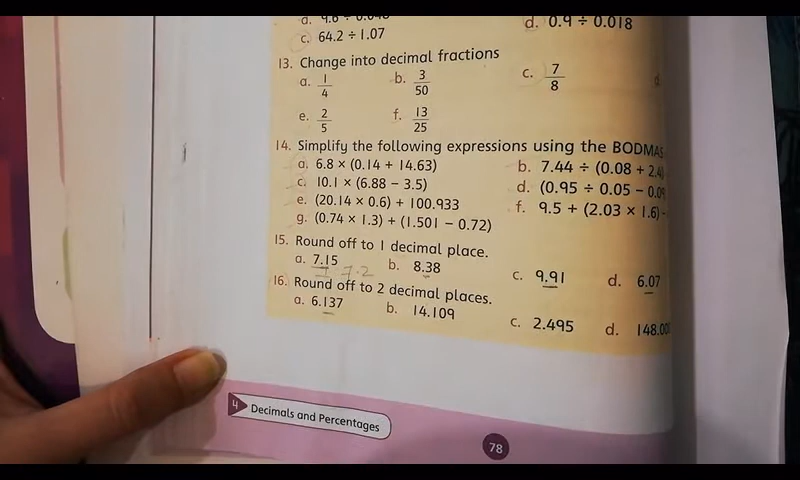 a. 9.6 ÷ 0.048 d. 0.9 ÷ 0.018
c. 64.2 ÷ 1.07
13. Change into decimal fractions
a. 1/4 b. 3/50 c. 7/8 d.
e. 2/5 f. 13/25
14. Simplify the following expressions using the BODMAS
a. 6.8 × (0.14 + 14.63) b. 7.44 ÷ (0.08 + 2.4
c. 10.1 × (6.88 − 3.5) d. (0.95 ÷ 0.05 − 0.09
e. (20.14 × 0.6) + 100.933 f. 9.5 + (2.03 × 1.6) -
g. (0.74 × 1.3) + (1.501 − 0.72)
15. Round off to 1 decimal place.
a. 7.15 b. 8.38 c. 9.91 d. 6.07
7.2
16. Round off to 2 decimal places.
a. 6.137 b. 14.109 c. 2.495 d. 148.00
4 Decimals and Percentages
78